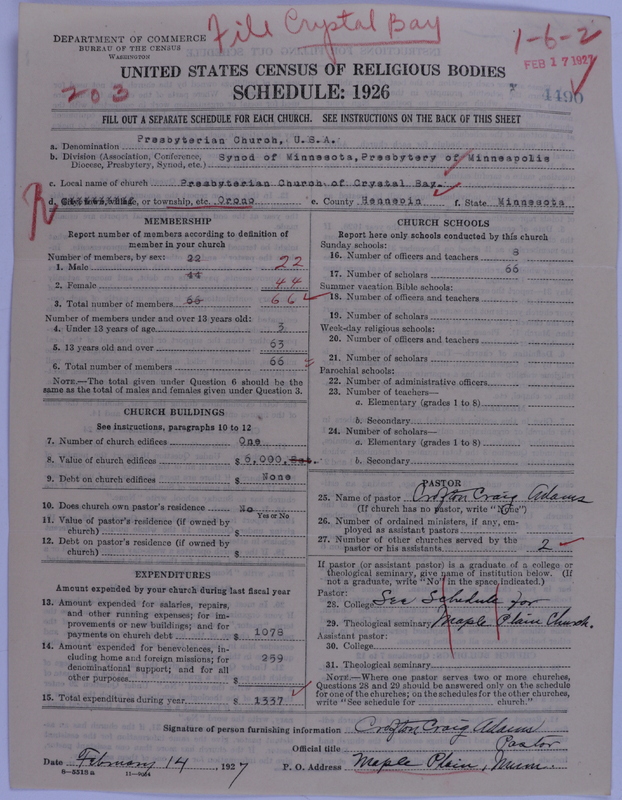 File Crystal Bay
DEPARTMENT OF COMMERCE
BUREAU OF THE CENSUS
WASHINGTON
1-6-2
FEB 17 1927
UNITED STATES CENSUS OF RELIGIOUS BODIES
203
SCHEDULE: 1926
1490
FILL OUT A SEPARATE SCHEDULE FOR EACH CHURCH. SEE INSTRUCTIONS ON THE BACK OF THIS SHEET
a. Denomination Presbyterian Church, U.S.A.
b. Division (Association, Conference, Diocese, Presbytery, Synod, etc.) Synod of Minnesota, Presbytery of Minneapolis
c. Local name of church Presbyterian Church of Crystal Bay.
d. or township, etc. Orono e. County Hennepin f. State Minnesota
MEMBERSHIP
Report number of members according to definition of
member in your church
Number of members, by sex: 22
1. Male 22
44
2. Female 44
3. Total number of members 66 66
Number of members under and over 13 years old:
4. Under 13 years of age 3
5. 13 years old and over 63
6. Total number of members 66
NOTE.—The total given under Question 6 should be the
same as the total of males and females given under Question 3.
CHURCH BUILDINGS
See instructions, paragraphs 10 to 12
7. Number of church edifices One
8. Value of church edifices $ 6,000, Est.
9. Debt on church edifices $ None
10. Does church own pastor's residence No
Yes or No
11. Value of pastor's residence (if owned by
church) $
12. Debt on pastor's residence (if owned by
church) $
EXPENDITURES
Amount expended by your church during last fiscal year
13. Amount expended for salaries, repairs,
and other running expenses; for im-
provements or new buildings; and for
payments on church debt $ 1078
14. Amount expended for benevolences, in-
cluding home and foreign missions; for
denominational support; and for all
other purposes $ 259
15. Total expenditures during year $ 1337
CHURCH SCHOOLS
Report here only schools conducted by this church
Sunday schools:
16. Number of officers and teachers 8
17. Number of scholars 66
Summer vacation Bible schools:
18. Number of officers and teachers
19. Number of scholars
Week-day religious schools:
20. Number of officers and teachers
21. Number of scholars
Parochial schools:
22. Number of administrative officers
23. Number of teachers—
a. Elementary (grades 1 to 8)
b. Secondary
24. Number of scholars—
a. Elementary (grades 1 to 8)
b. Secondary
PASTOR
25. Name of pastor Crofton Craig Adams
(If church has no pastor, write "None")
26. Number of ordained ministers, if any, em-
ployed as assistant pastors
27. Number of other churches served by the
pastor or his assistants 2
If pastor (or assistant pastor) is a graduate of a college or
theological seminary, give name of institution below. (If
not a graduate, write "No" in the space indicated.)
Pastor:
28. College See Schedule for
29. Theological seminary Maple Plain Church.
Assistant pastor:
30. College
31. Theological seminary
NOTE.—Where one pastor serves two or more churches,
Questions 28 and 29 should be answered only on the schedule
for one of the churches; on the schedules for the other churches,
write "See schedule for church."
Signature of person furnishing information Crofton Craig Adams
Official title Pastor
Date February 14, 1927 P. O. Address Maple Plain, Minn.
8—5518a